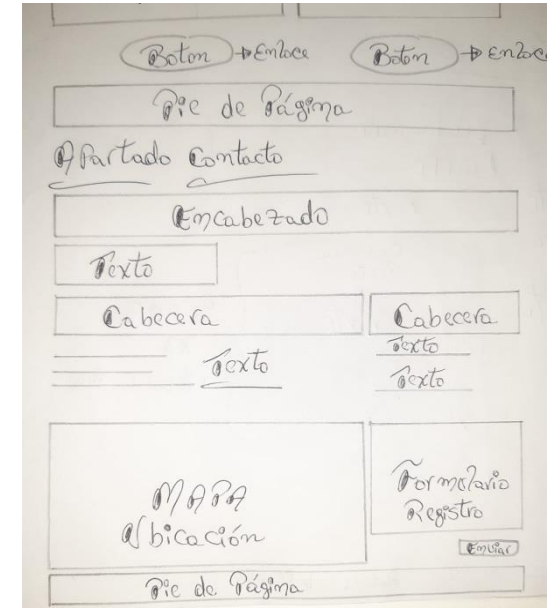 Boton → Enlace Boton → Enlace
Pie de Página
Apartado Contacto
Encabezado
Texto
Cabecera Cabecera
Texto
Texto Texto
MAPA
Ubicación
Formulario
Registro
Enviar
Pie de Página